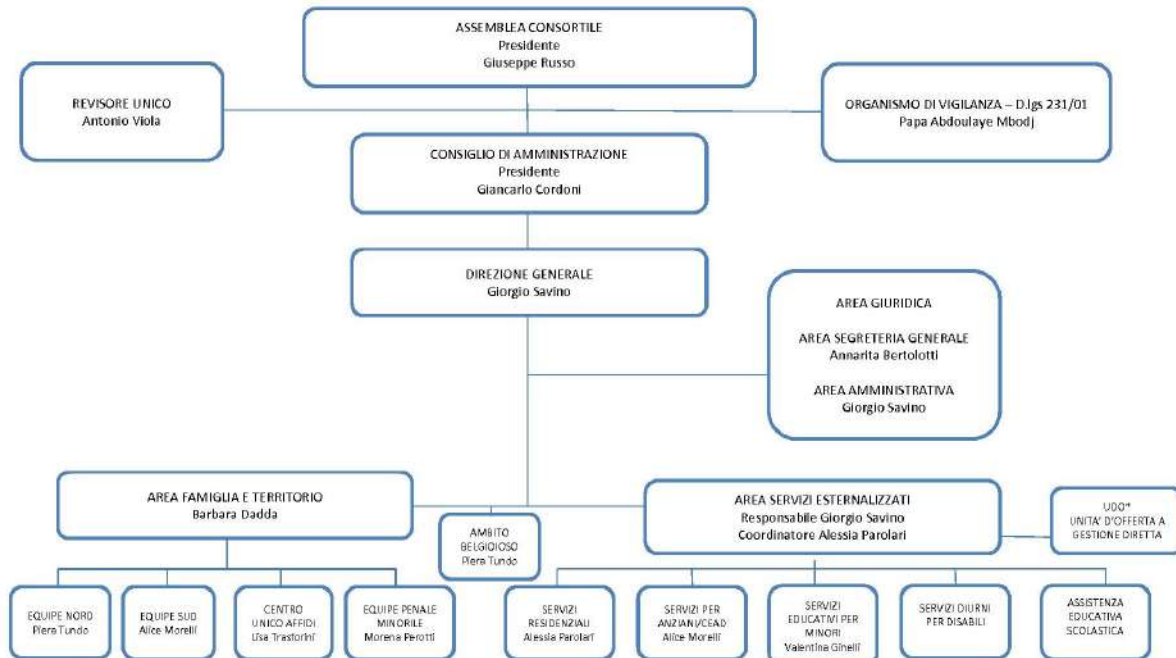 ASSEMBLEA CONSORTILE
Presidente
Giuseppe Russo
REVISORE UNICO
Antonio Viola
ORGANISMO DI VIGILANZA – D.lgs 231/01
Papa Abdoulaye Mbodj
CONSIGLIO DI AMMINISTRAZIONE
Presidente
Giancarlo Cordoni
DIREZIONE GENERALE
Giorgio Savino
AREA GIURIDICA
AREA SEGRETERIA GENERALE
Annarita Bertolotti
AREA AMMINISTRATIVA
Giorgio Savino
AREA FAMIGLIA E TERRITORIO
Barbara Dadda
AMBITO
BELGIOIOSO
Piera Tundo
AREA SERVIZI ESTERNALIZZATI
Responsabile Giorgio Savino
Coordinatore Alessia Parolari
UDO*
UNITA' D'OFFERTA A
GESTIONE DIRETTA
EQUIPE NORD
Piera Tundo
EQUIPE SUD
Alice Morelli
CENTRO
UNICO AFFIDI
Lisa Trastorini
EQUIPE PENALE
MINORILE
Morena Perotti
SERVIZI
RESIDENZIALI
Alessia Parolari
SERVIZI PER
ANZIANI/CEAD
Alice Morelli
SERVIZI
EDUCATIVI PER
MINORI
Valentina Ginelli
SERVIZI DIURNI
PER DISABILI
ASSISTENZA
EDUCATIVA
SCOLASTICA